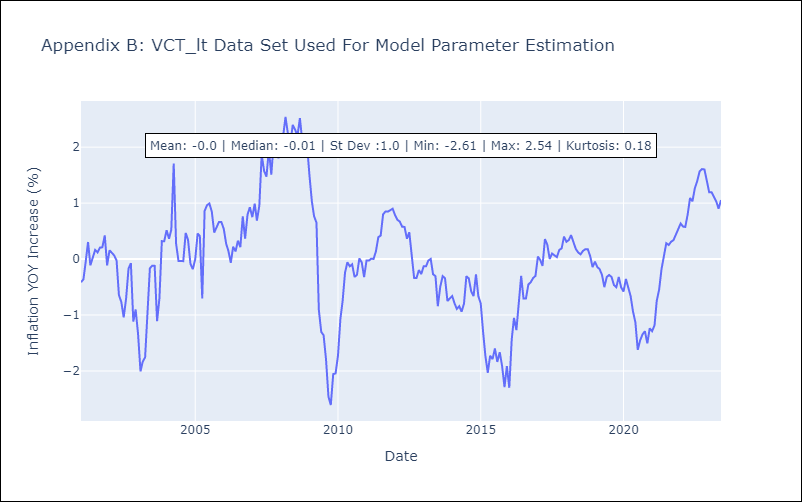 Appendix B: VCT_lt Data Set Used For Model Parameter Estimation
Mean: -0.0 | Median: -0.01 | St Dev :1.0 | Min: -2.61 | Max: 2.54 | Kurtosis: 0.18
2
1
0
−1
−2
Inflation YOY Increase (%)
2005
2010
2015
2020
Date